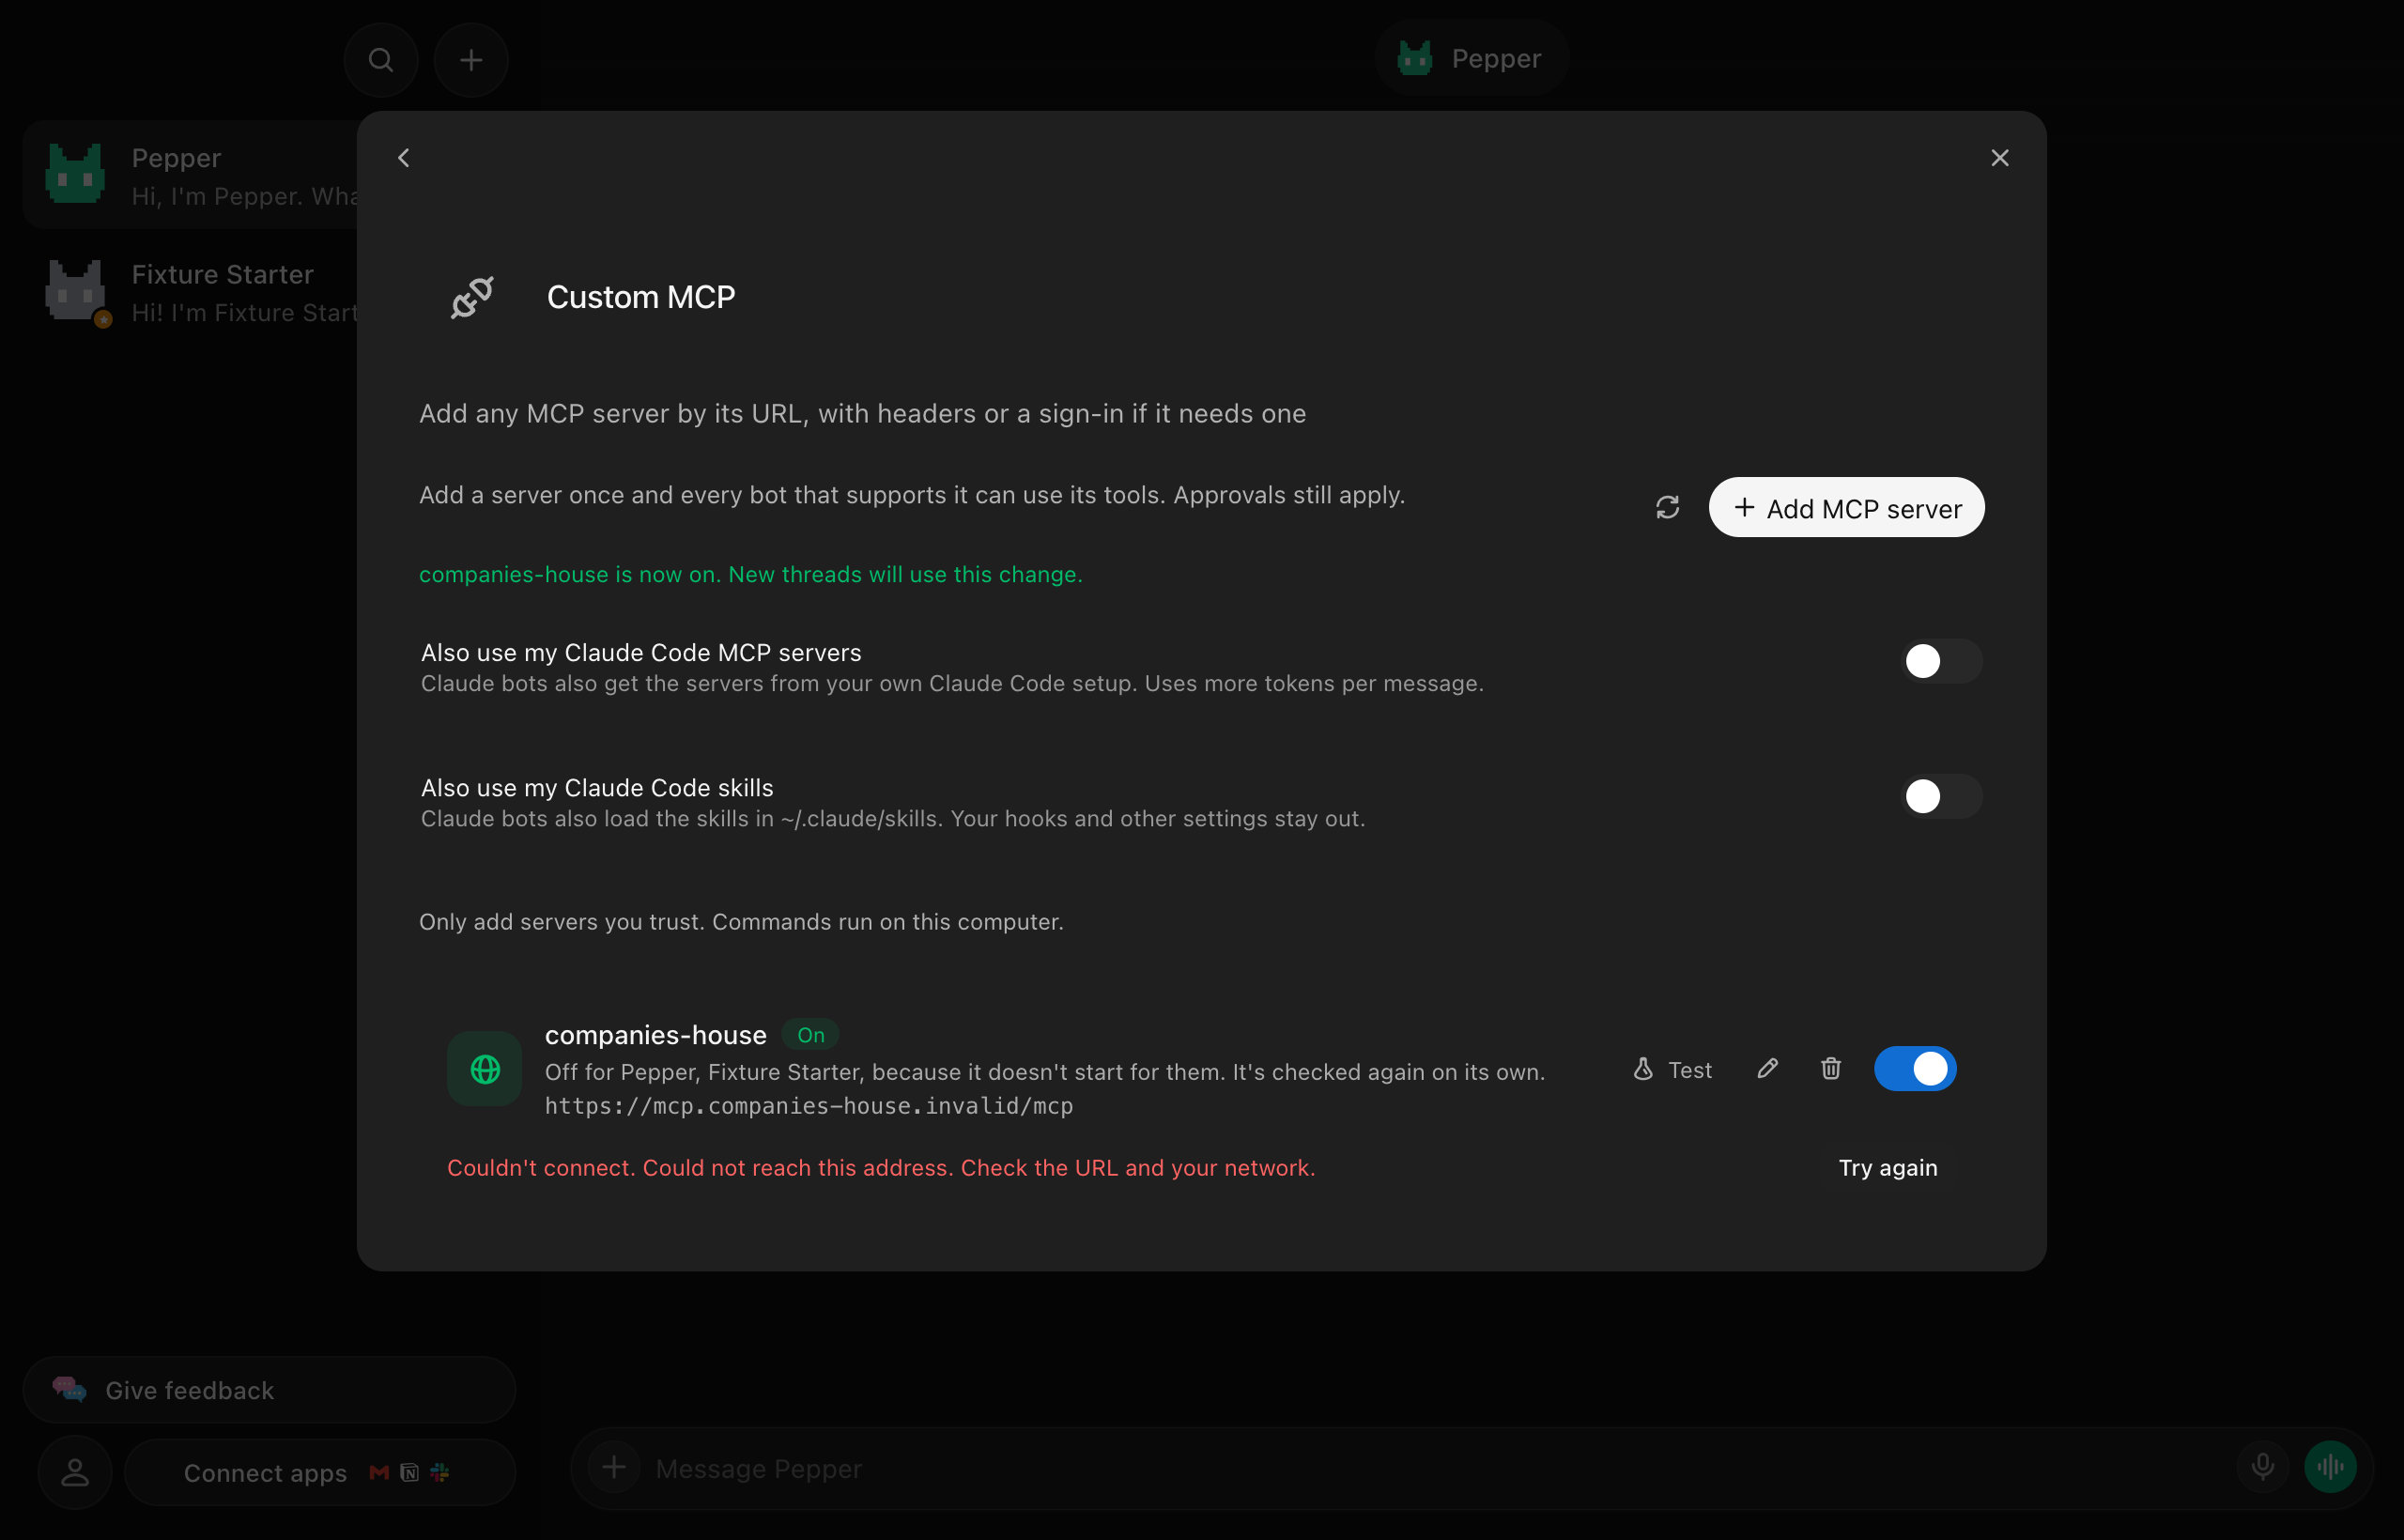 Pepper
Pepper
Hi, I'm Pepper. Wha
Fixture Starter
Hi! I'm Fixture Start
Custom MCP
Add any MCP server by its URL, with headers or a sign-in if it needs one
Add a server once and every bot that supports it can use its tools. Approvals still apply.
Add MCP server
companies-house is now on. New threads will use this change.
Also use my Claude Code MCP servers
Claude bots also get the servers from your own Claude Code setup. Uses more tokens per message.
Also use my Claude Code skills
Claude bots also load the skills in ~/.claude/skills. Your hooks and other settings stay out.
Only add servers you trust. Commands run on this computer.
companies-house On
Off for Pepper, Fixture Starter, because it doesn't start for them. It's checked again on its own.
Test
https://mcp.companies-house.invalid/mcp
Couldn't connect. Could not reach this address. Check the URL and your network.
Try again
Give feedback
Connect apps
Message Pepper